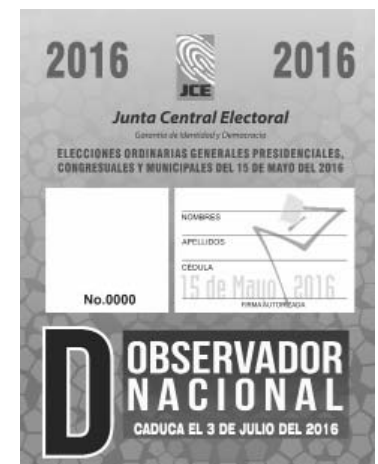 2016 2016
JCE
Junta Central Electoral
Garantía de Identidad y Democracia
ELECCIONES ORDINARIAS GENERALES PRESIDENCIALES,
CONGRESUALES Y MUNICIPALES DEL 15 DE MAYO DEL 2016
NOMBRES
APELLIDOS
CÉDULA
15 de Mayo 2016
No.0000
FIRMA AUTORIZADA
D OBSERVADOR
NACIONAL
CADUCA EL 3 DE JULIO DEL 2016